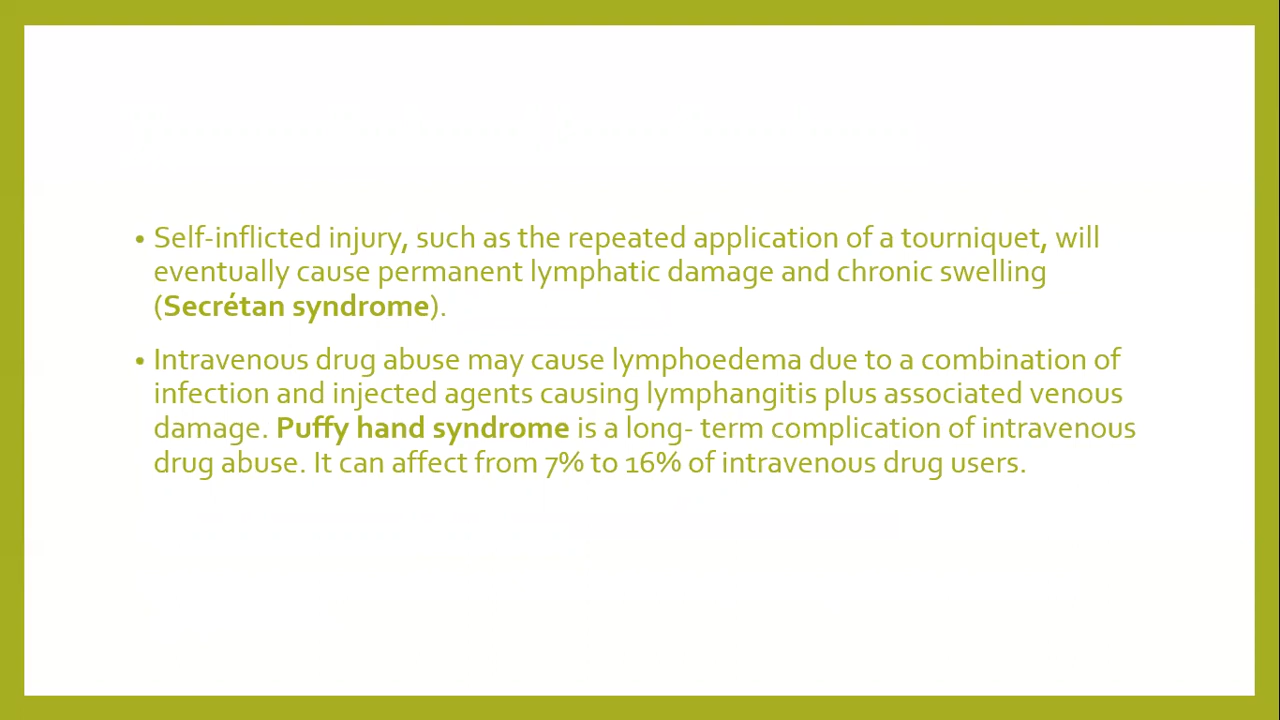 • Self-inflicted injury, such as the repeated application of a tourniquet, will
eventually cause permanent lymphatic damage and chronic swelling
(Secrétan syndrome).
• Intravenous drug abuse may cause lymphoedema due to a combination of
infection and injected agents causing lymphangitis plus associated venous
damage. Puffy hand syndrome is a long- term complication of intravenous
drug abuse. It can affect from 7% to 16% of intravenous drug users.